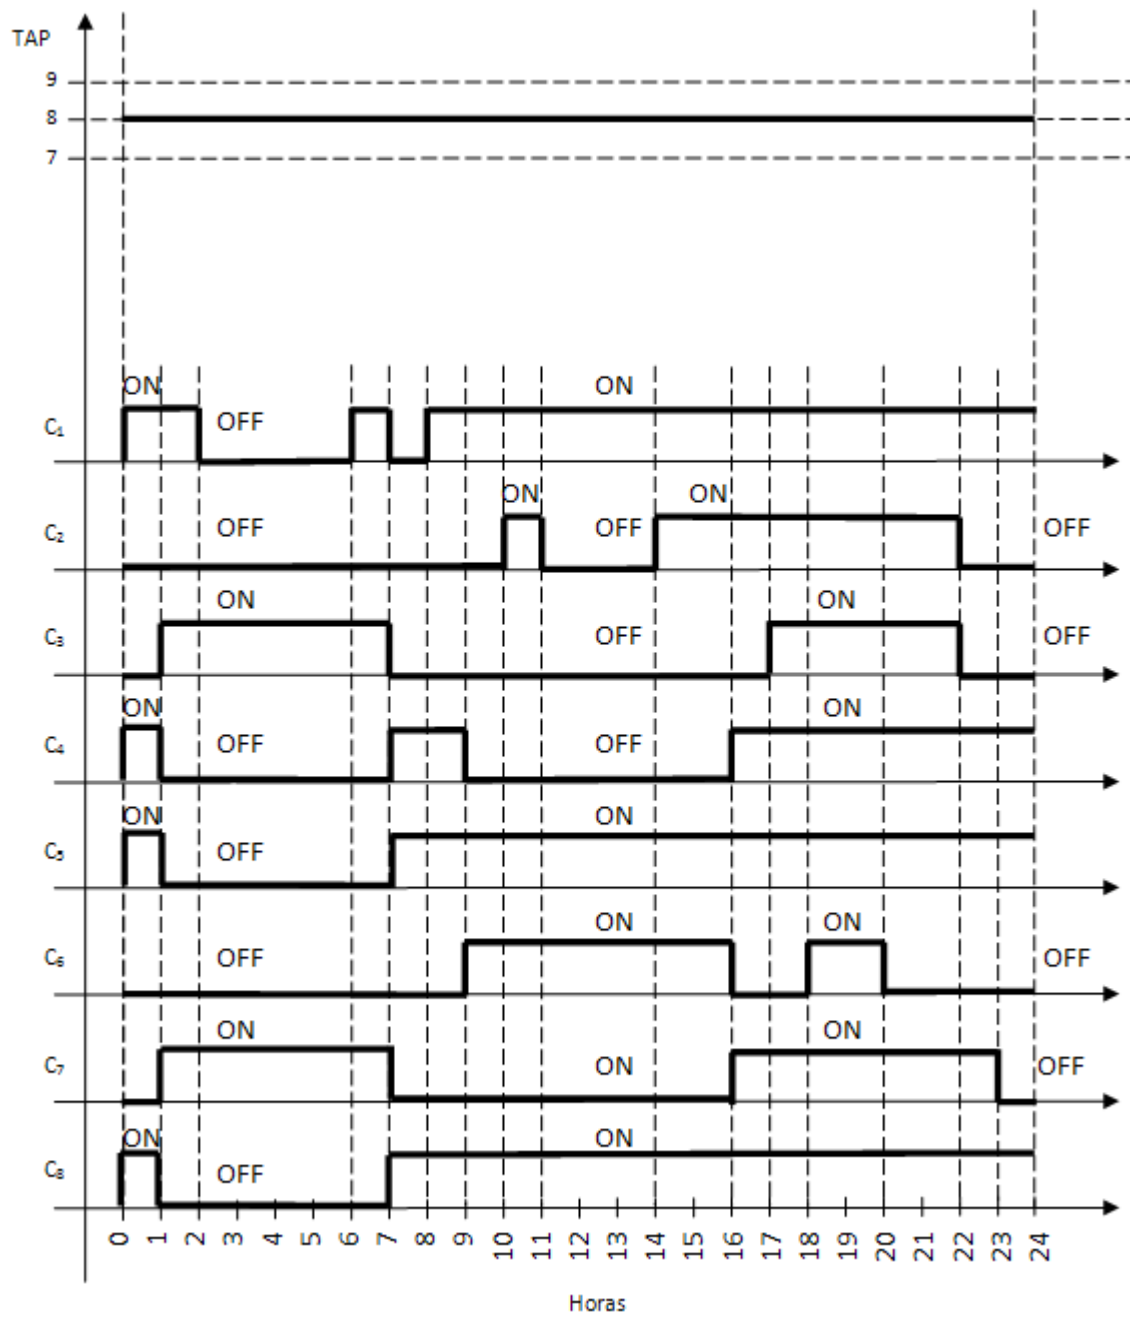 TAP
9
8
7
ON ON
C₁ OFF
ON ON
C₂ OFF OFF OFF
ON ON
C₃ OFF OFF
ON ON
C₄ OFF OFF
ON ON
C₅ OFF
ON ON
C₆ OFF OFF
ON ON
C₇ ON OFF
ON ON
C₈ OFF
0 1 2 3 4 5 6 7 8 9 10 11 12 13 14 15 16 17 18 19 20 21 22 23 24
Horas